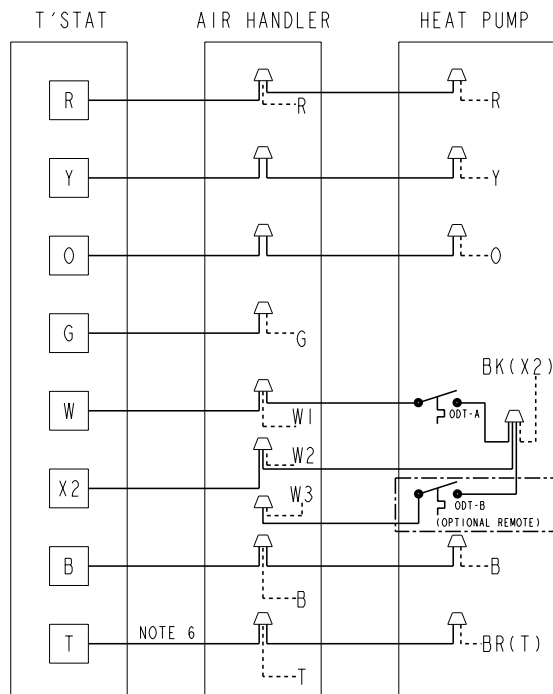 T'STAT AIR HANDLER HEAT PUMP
R R R
Y Y
O O
G G
BK(X2)
W W1 ODT-A
W2
X2 W3 ODT-B
(OPTIONAL REMOTE)
B B B
T NOTE 6 T BR(T)